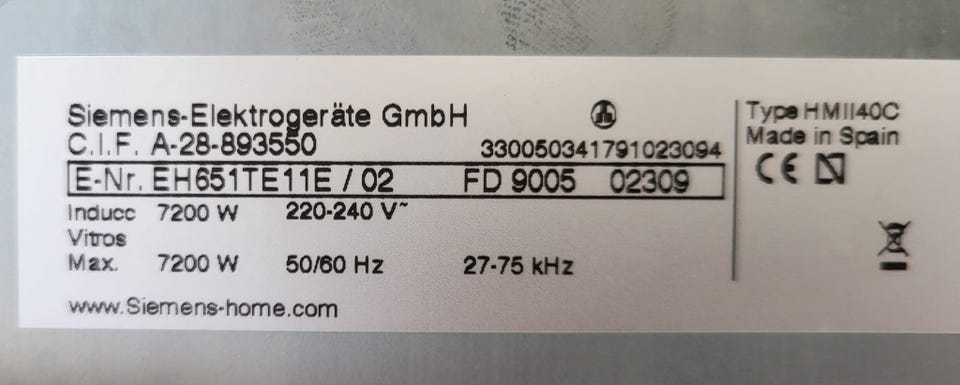 Siemens-Elektrogeräte GmbH
C.I.F. A-28-893550
330050341791023094
E-Nr. EH651TE11E / 02 FD 9005 02309
Inducc 7200 W 220-240 V~
Vitros
Max. 7200 W 50/60 Hz 27-75 kHz
www.Siemens-home.com
Type HMII40C
Made in Spain
CE N